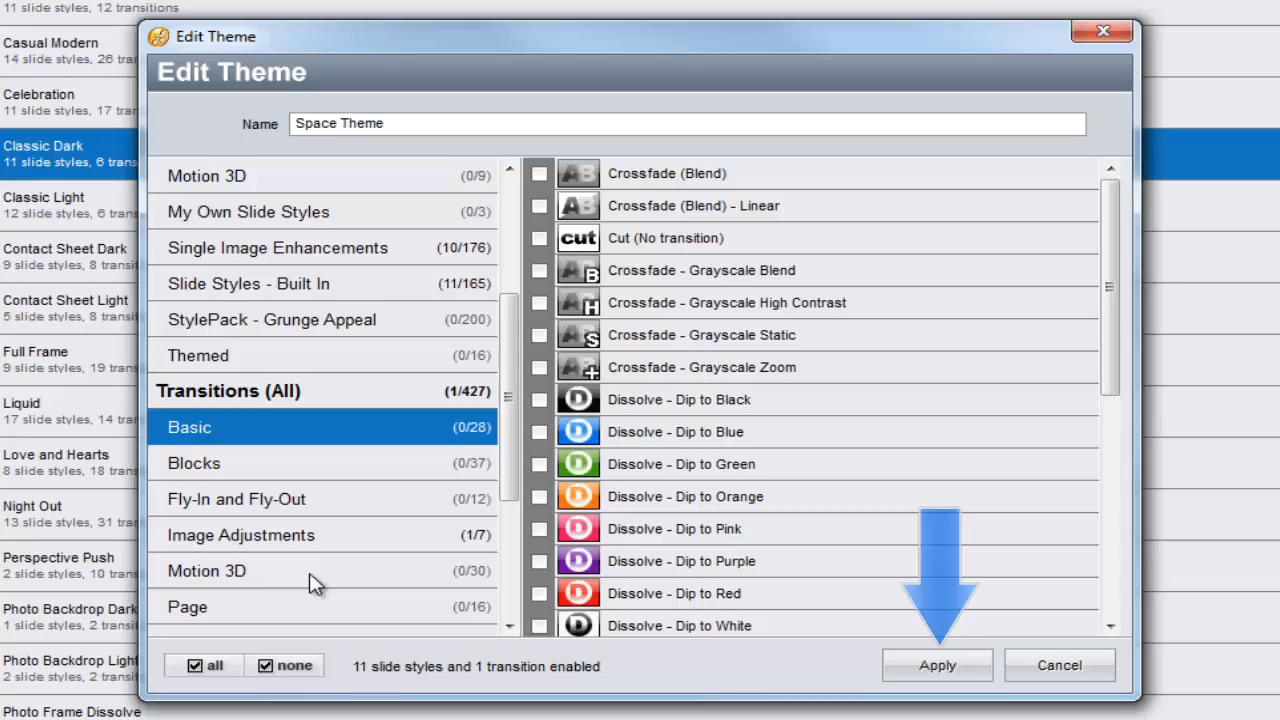 11 slide styles, 12 transitions
Casual Modern
14 slide styles, 26 tran
Celebration
11 slide styles, 17 tran
Classic Dark
11 slide styles, 6 transit
Classic Light
12 slide styles, 6 transit
Contact Sheet Dark
9 slide styles, 8 transiti
Contact Sheet Light
5 slide styles, 8 transiti
Full Frame
9 slide styles, 19 transi
Liquid
17 slide styles, 14 tran
Love and Hearts
8 slide styles, 18 transi
Night Out
13 slide styles, 31 tran
Perspective Push
2 slide styles, 10 transi
Photo Backdrop Dark
1 slide styles, 2 transiti
Photo Backdrop Light
2 slide styles, 2 transiti
Photo Frame Dissolve
Edit Theme
Edit Theme
Name Space Theme
Motion 3D (0/9)
My Own Slide Styles (0/3)
Single Image Enhancements (10/176)
Slide Styles - Built In (11/165)
StylePack - Grunge Appeal (0/200)
Themed (0/16)
Transitions (All) (1/427)
Basic (0/28)
Blocks (0/37)
Fly-In and Fly-Out (0/12)
Image Adjustments (1/7)
Motion 3D (0/30)
Page (0/16)
AB Crossfade (Blend)
AB Crossfade (Blend) - Linear
cut Cut (No transition)
AB Crossfade - Grayscale Blend
AH Crossfade - Grayscale High Contrast
AS Crossfade - Grayscale Static
A+ Crossfade - Grayscale Zoom
D Dissolve - Dip to Black
D Dissolve - Dip to Blue
D Dissolve - Dip to Green
D Dissolve - Dip to Orange
D Dissolve - Dip to Pink
D Dissolve - Dip to Purple
D Dissolve - Dip to Red
D Dissolve - Dip to White
all none 11 slide styles and 1 transition enabled
Apply Cancel